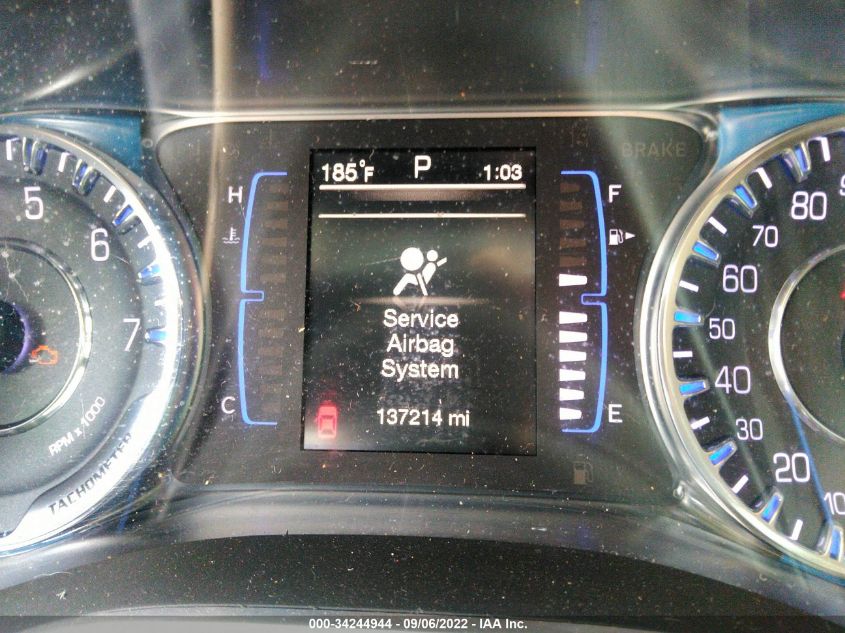 185°F P 1:03
H F
BRAKE
Service
Airbag
System
C E
137214 mi
5
6
7
RPM x 1000
TACHOMETER
80
70
60
50
40
30
20
10
000-34244944 - 09/06/2022 - IAA Inc.